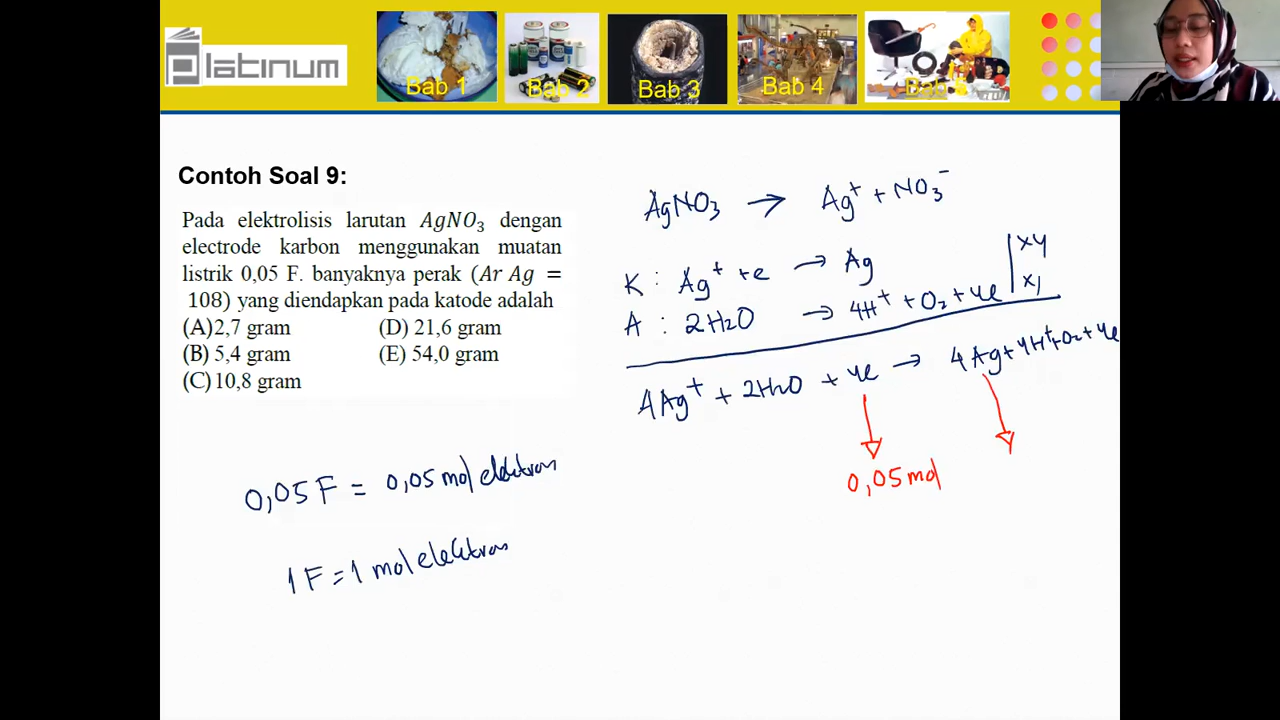 Platinum
Bab 1
Bab 2
Bab 3
Bab 4
Contoh Soal 9:
Pada elektrolisis larutan AgNO₃ dengan
electrode karbon menggunakan muatan
listrik 0,05 F. banyaknya perak (Ar Ag =
108) yang diendapkan pada katode adalah
(A)2,7 gram (D) 21,6 gram
(B) 5,4 gram (E) 54,0 gram
(C) 10,8 gram
0,05 F = 0,05 mol elektron
1 F = 1 mol elektron
AgNO₃ → Ag⁺ + NO₃⁻
K : Ag⁺ + e → Ag | x4
A : 2H₂O → 4H⁺ + O₂ + 4e | x1
4Ag⁺ + 2H₂O + 4e → 4Ag + 4H⁺ + O₂ + 4e
0,05 mol